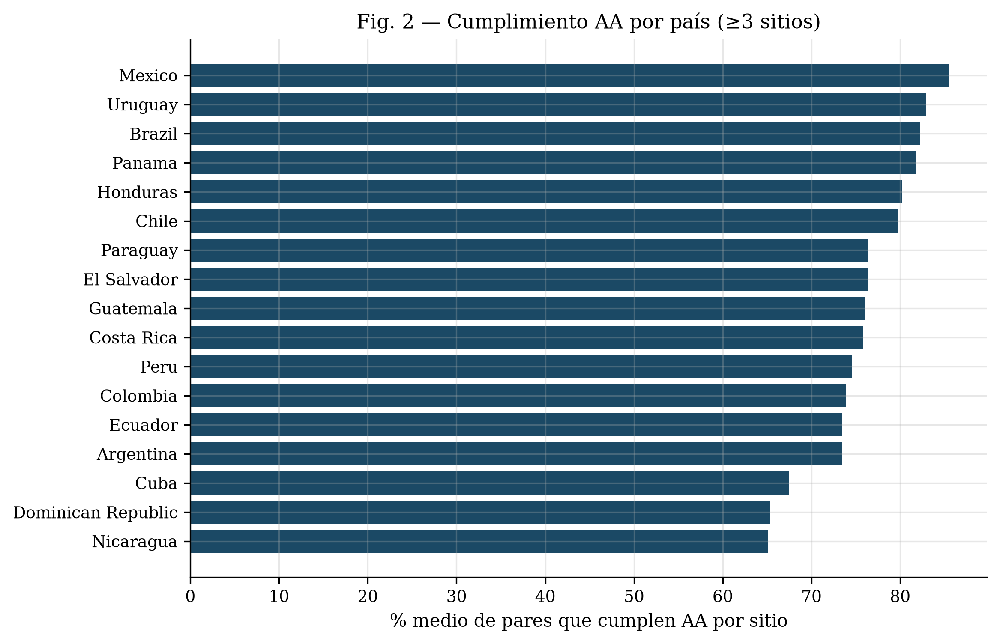 Fig. 2 — Cumplimiento AA por país (≥3 sitios)
Mexico
Uruguay
Brazil
Panama
Honduras
Chile
Paraguay
El Salvador
Guatemala
Costa Rica
Peru
Colombia
Ecuador
Argentina
Cuba
Dominican Republic
Nicaragua
0 10 20 30 40 50 60 70 80
% medio de pares que cumplen AA por sitio